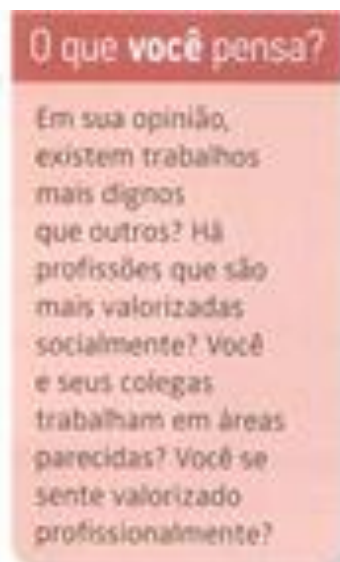 O que você pensa?
Em sua opinião,
existem trabalhos
mais dignos
que outros? Há
profissões que são
mais valorizadas
socialmente? Você
e seus colegas
trabalham em áreas
parecidas? Você se
sente valorizado
profissionalmente?